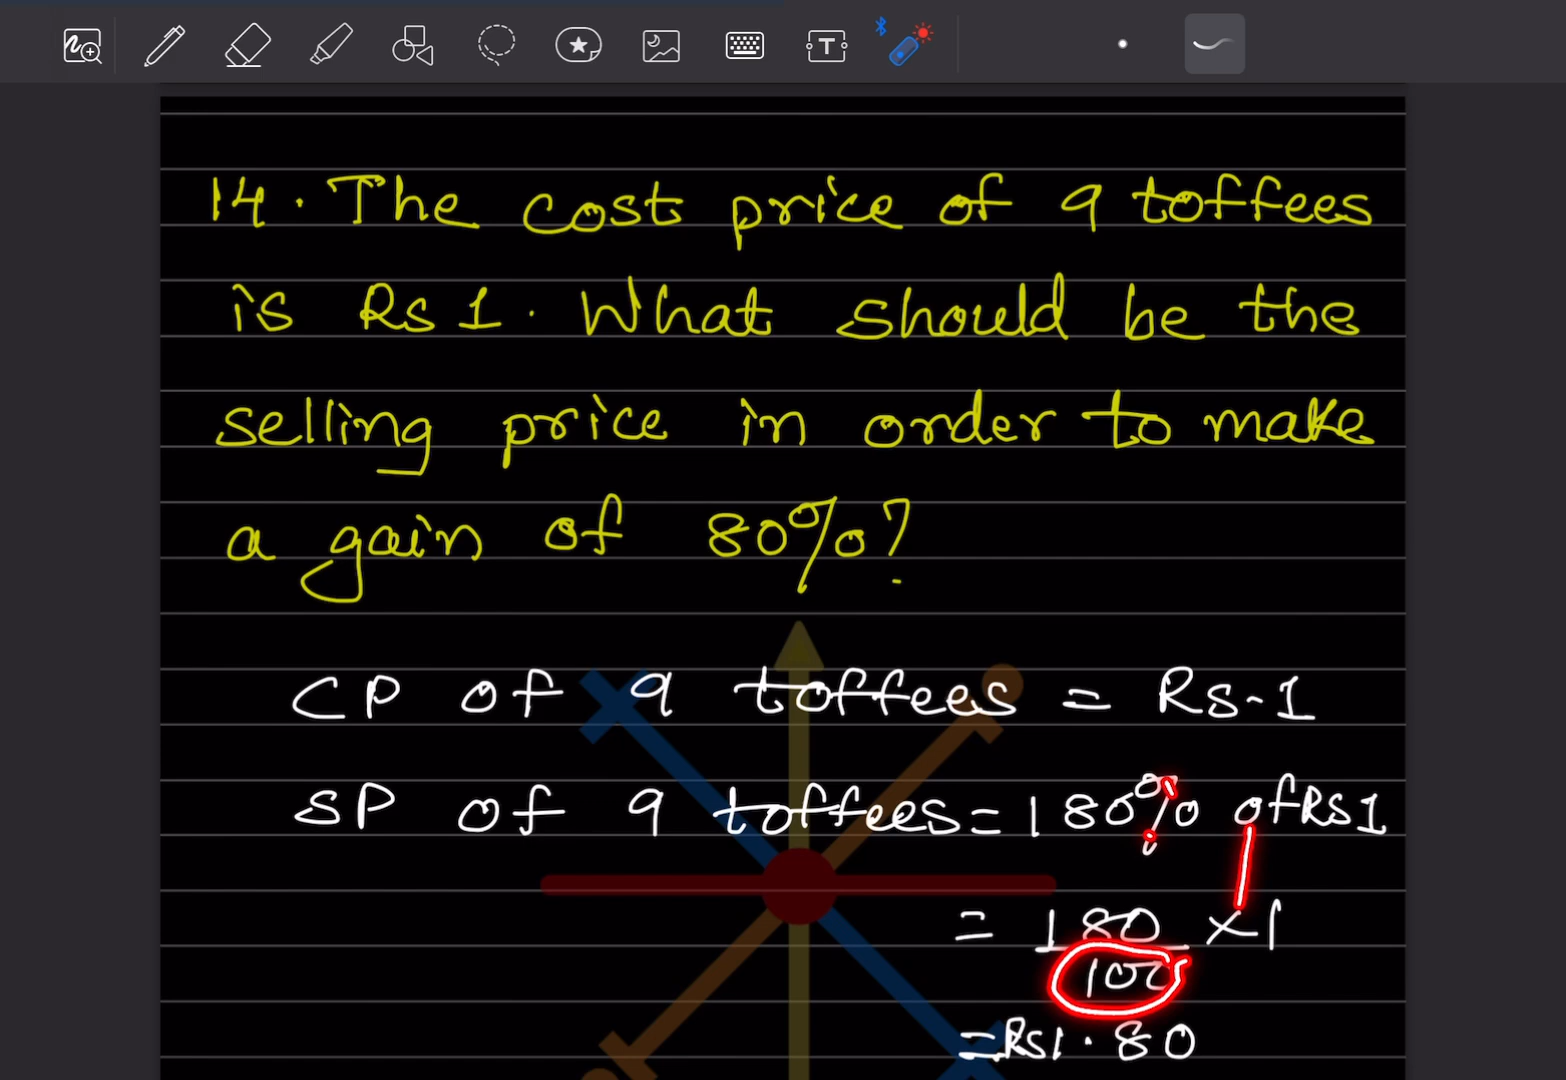 14. The cost price of 9 toffees
is Rs 1. What should be the
selling price in order to make
a gain of 80%?
CP of 9 toffees = Rs-1
SP of 9 toffees = 180% of Rs 1
= 180/100 × 1
= Rs 1.80